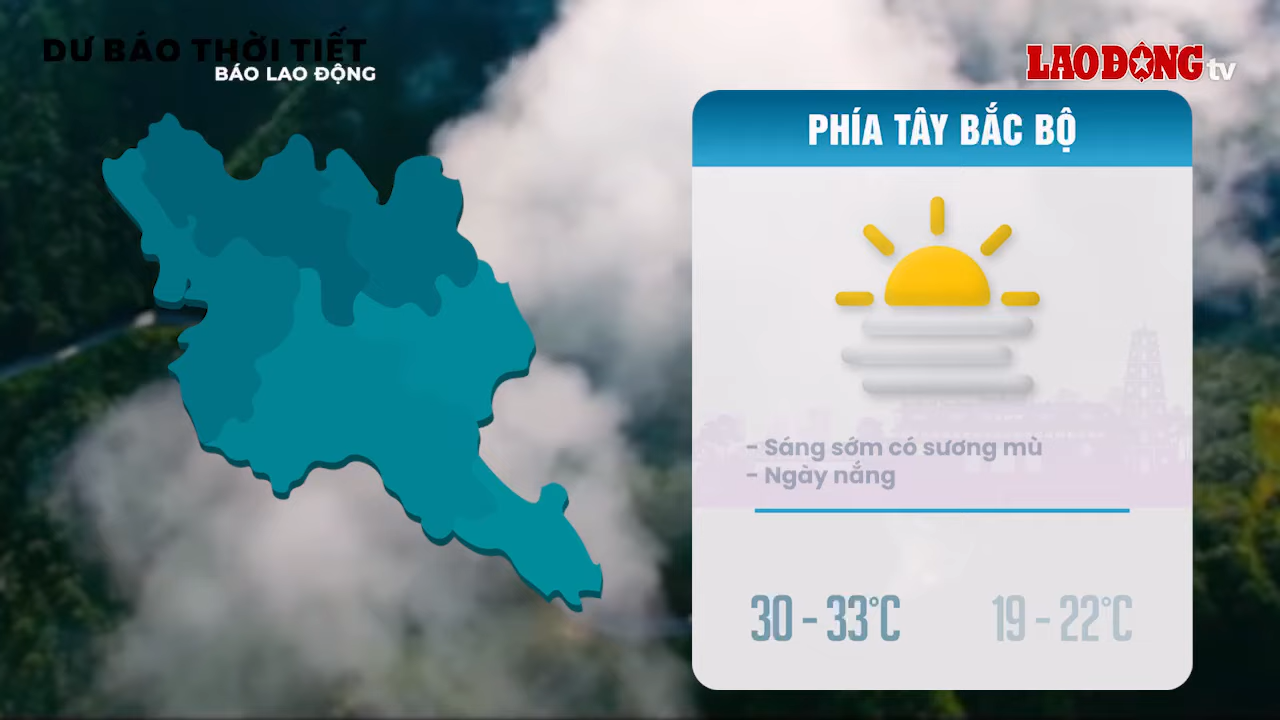 DỰ BÁO THỜI TIẾT
BÁO LAO ĐỘNG
LAO ĐỘNG tv
PHÍA TÂY BẮC BỘ
- Sáng sớm có sương mù
- Ngày nắng
30 - 33°C
19 - 22°C